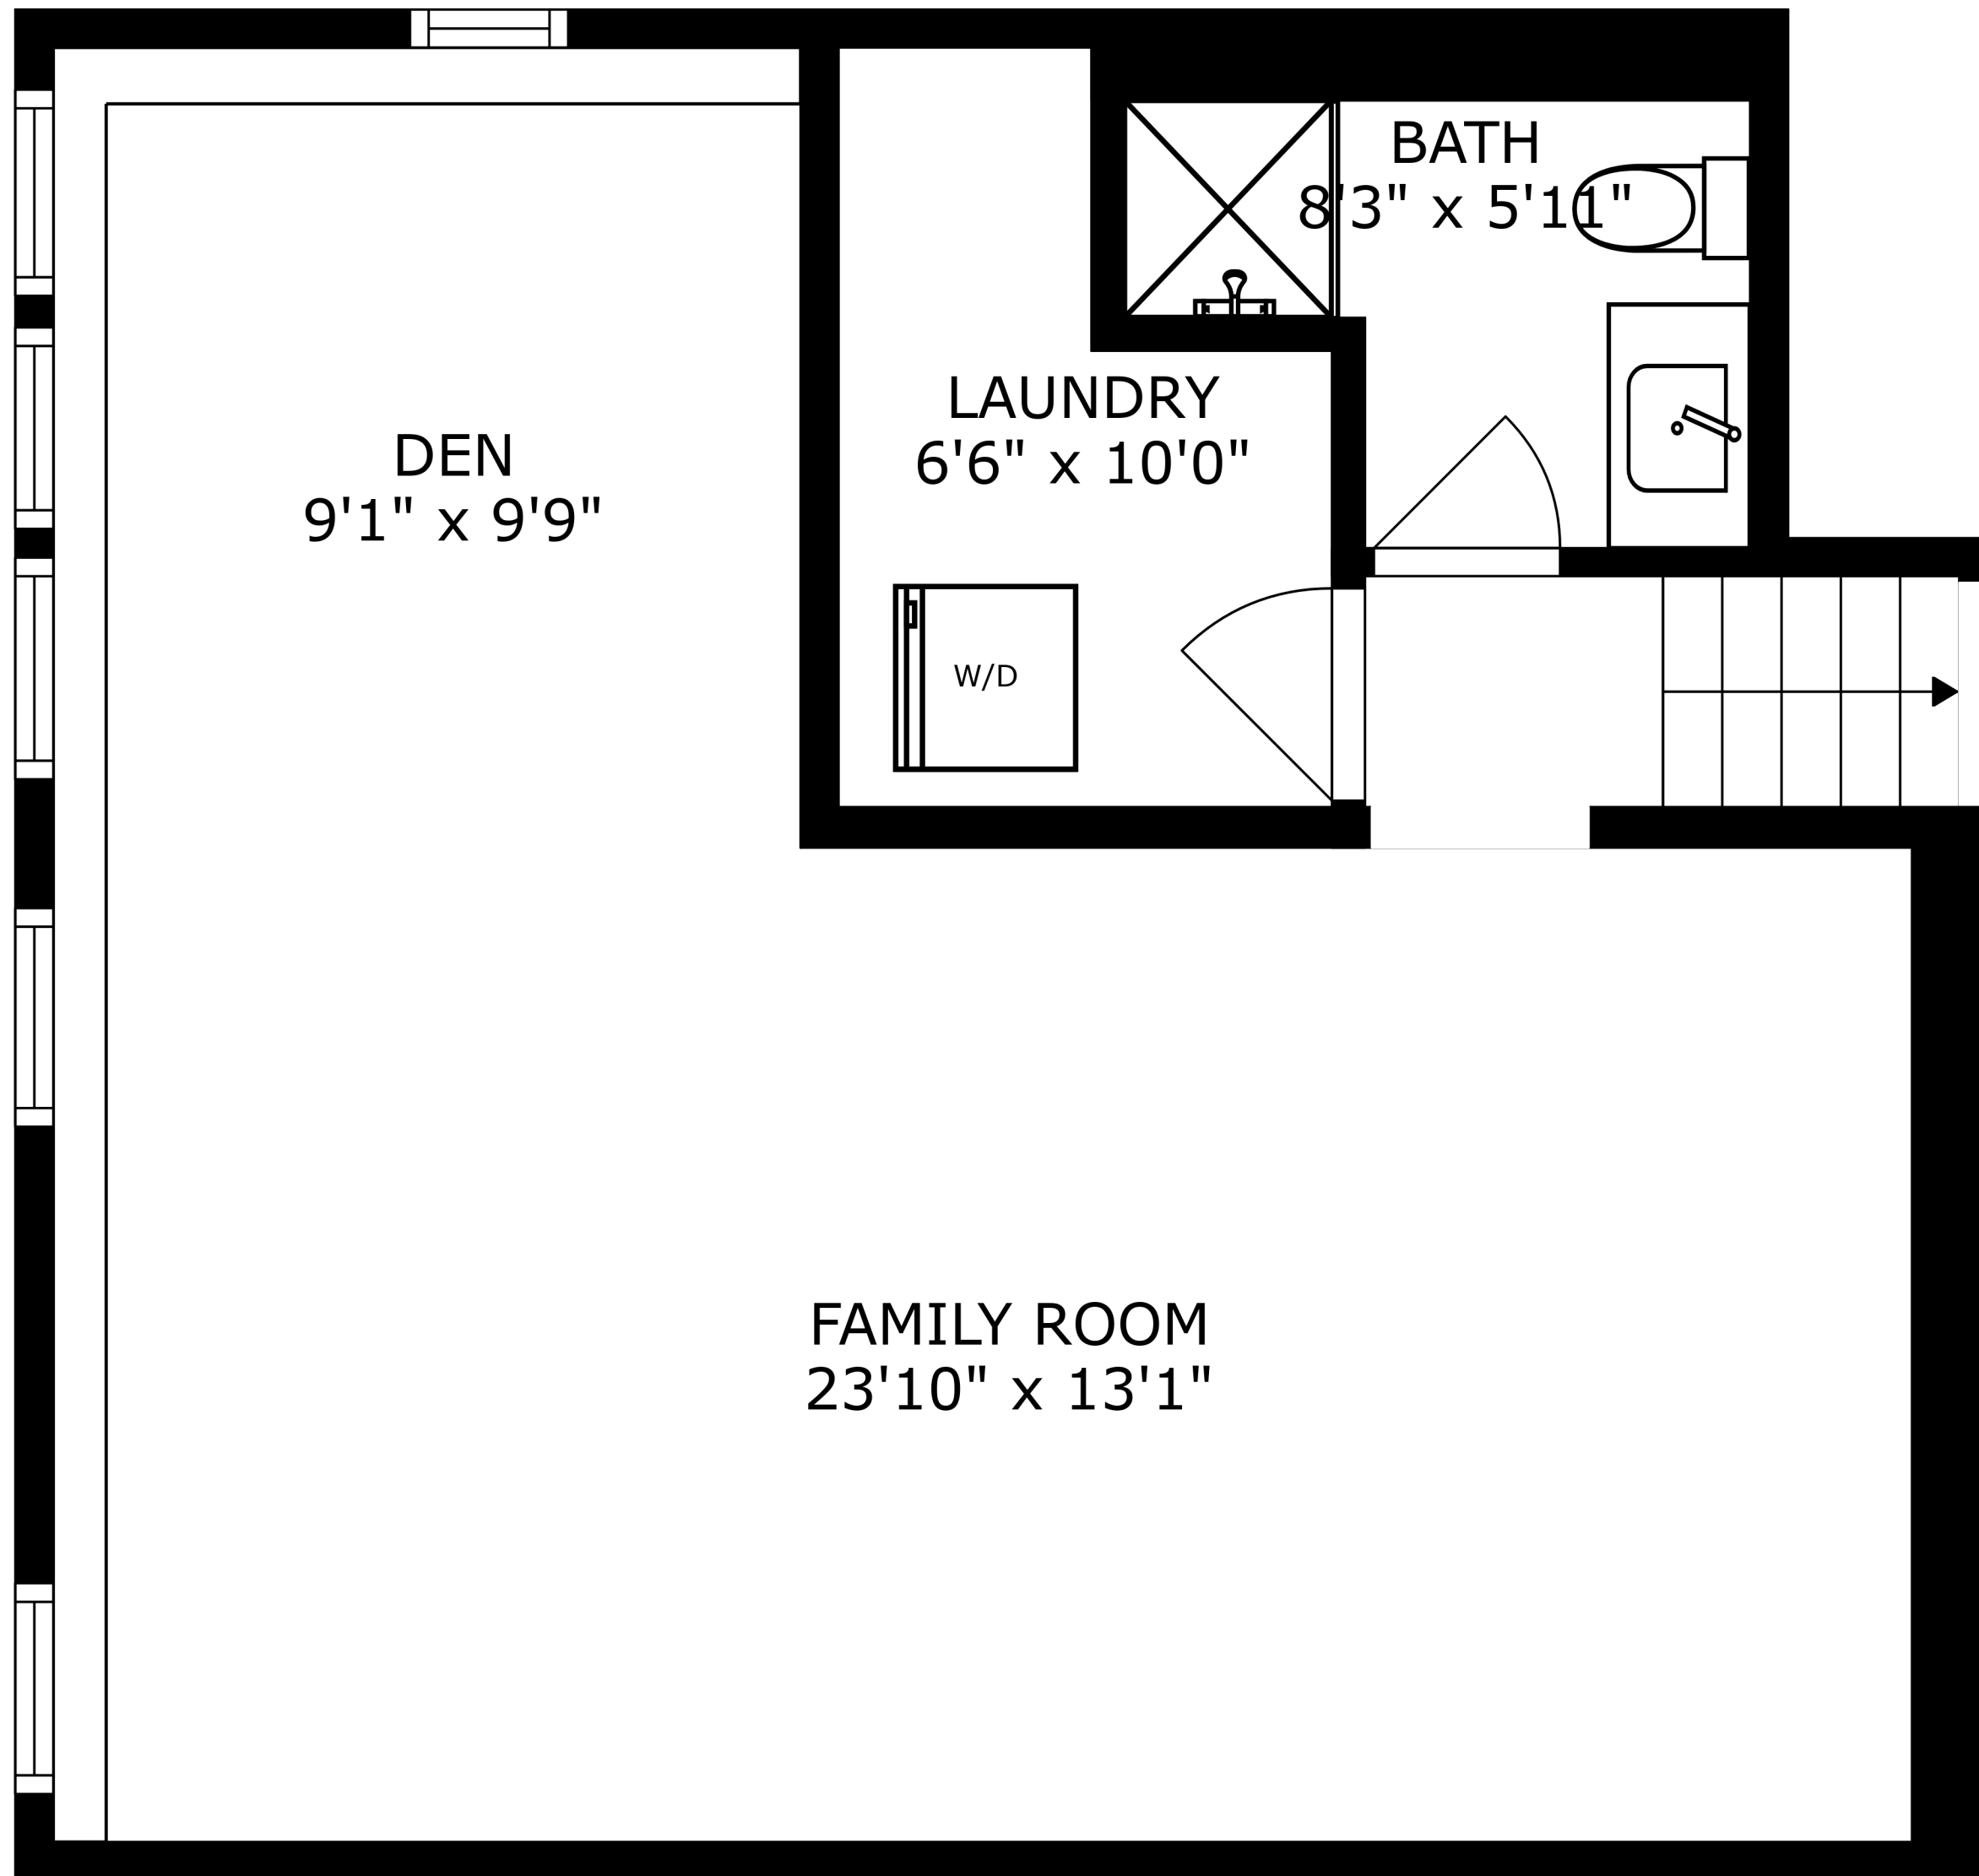 BATH
8'3" x 5'11"
LAUNDRY
6'6" x 10'0"
DEN
9'1" x 9'9"
W/D
FAMILY ROOM
23'10" x 13'1"